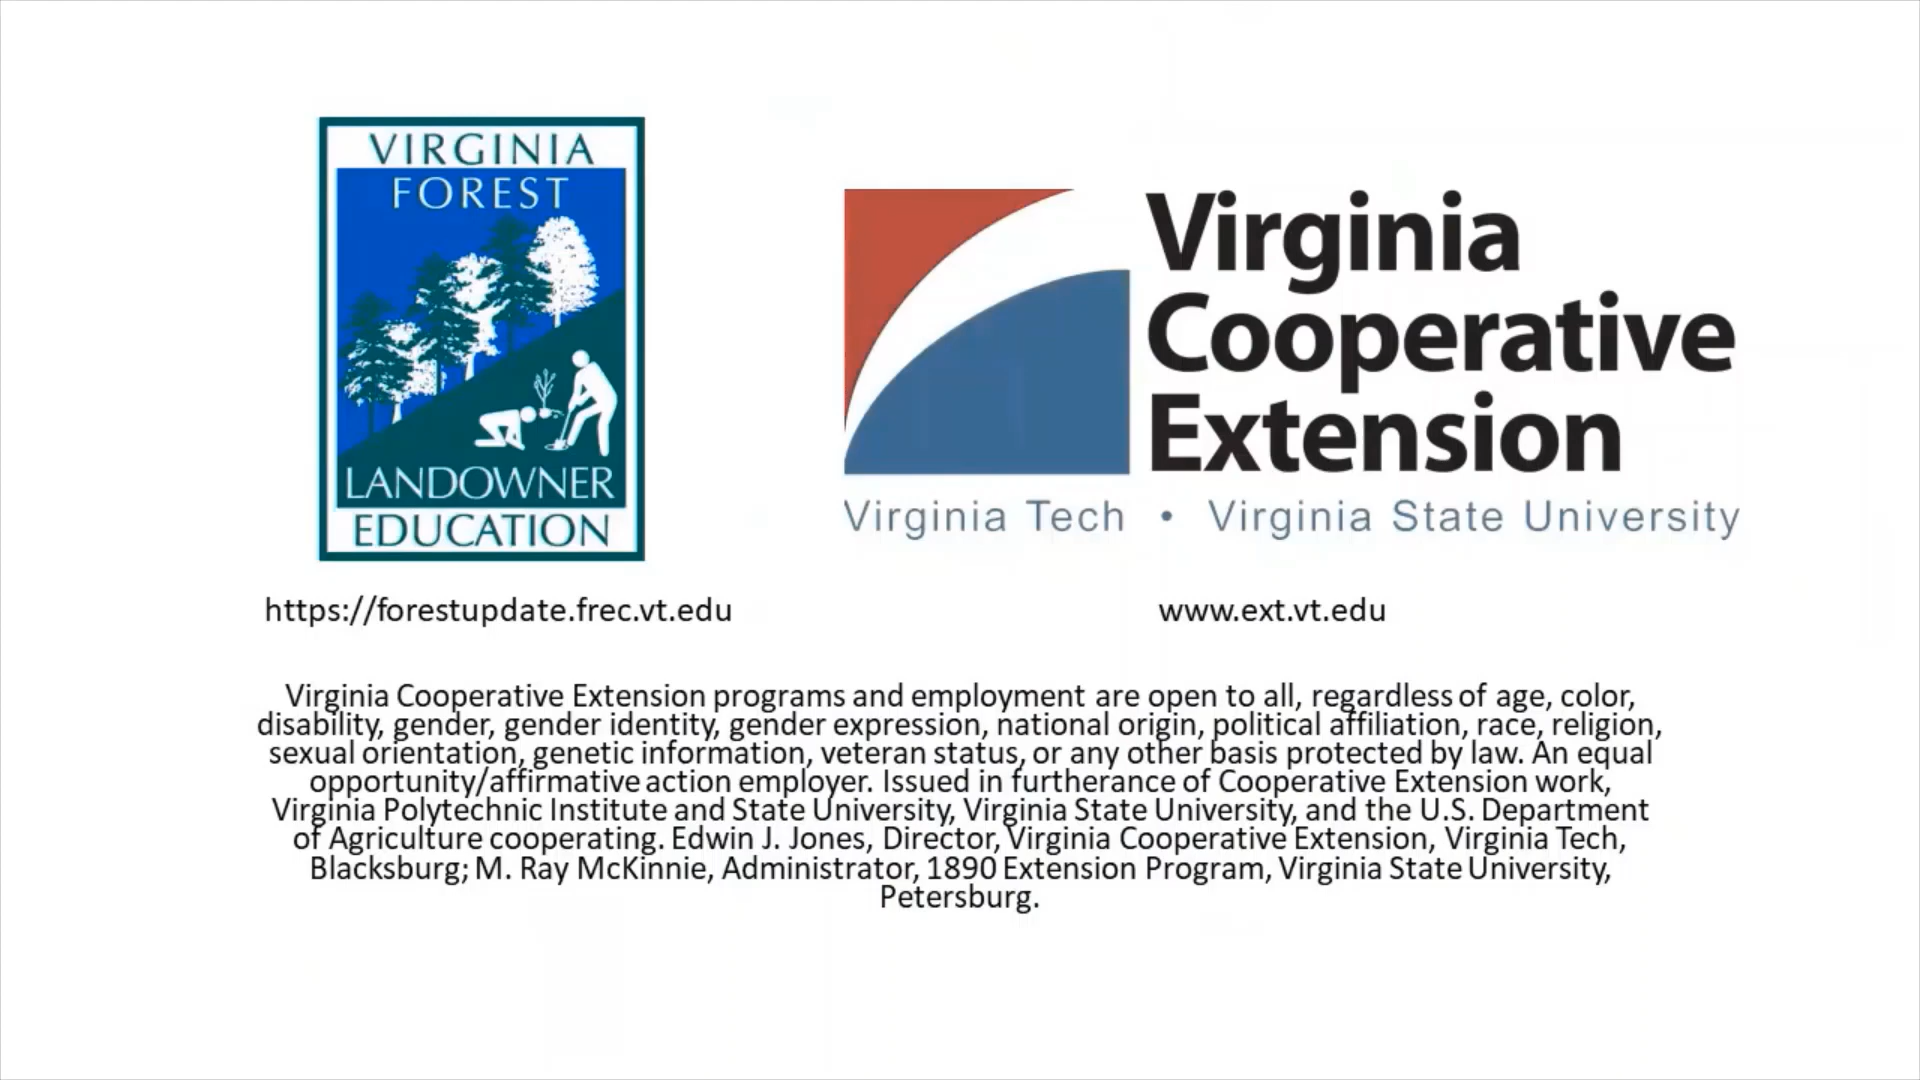 VIRGINIA
FOREST
LANDOWNER
EDUCATION
Virginia
Cooperative
Extension
Virginia Tech • Virginia State University
https://forestupdate.frec.vt.edu
www.ext.vt.edu
Virginia Cooperative Extension programs and employment are open to all, regardless of age, color,
disability, gender, gender identity, gender expression, national origin, political affiliation, race, religion,
sexual orientation, genetic information, veteran status, or any other basis protected by law. An equal
opportunity/affirmative action employer. Issued in furtherance of Cooperative Extension work,
Virginia Polytechnic Institute and State University, Virginia State University, and the U.S. Department
of Agriculture cooperating. Edwin J. Jones, Director, Virginia Cooperative Extension, Virginia Tech,
Blacksburg; M. Ray McKinnie, Administrator, 1890 Extension Program, Virginia State University,
Petersburg.